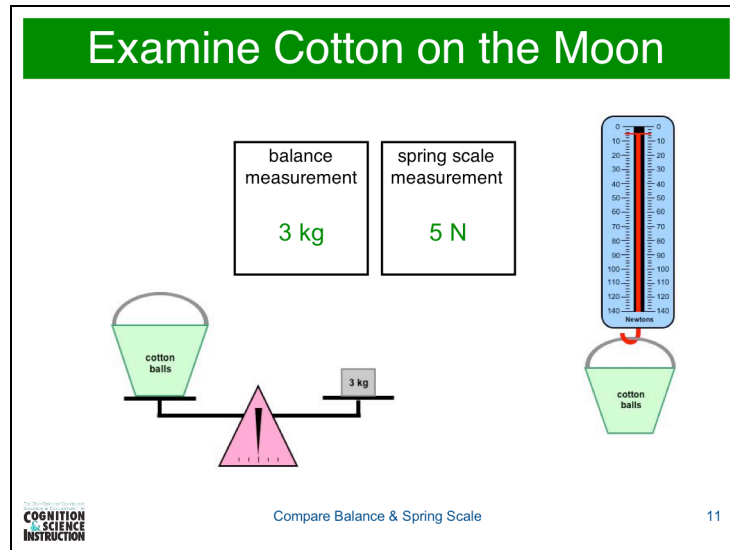 Examine Cotton on the Moon
balance
measurement
3 kg
spring scale
measurement
5 N
0 0
10 10
20 20
30 30
40 40
50 50
60 60
70 70
80 80
90 90
100 100
110 110
120 120
140 140
Newtons
cotton
balls
3 kg
cotton
balls
COGNITION
& SCIENCE
INSTRUCTION
Compare Balance & Spring Scale
11